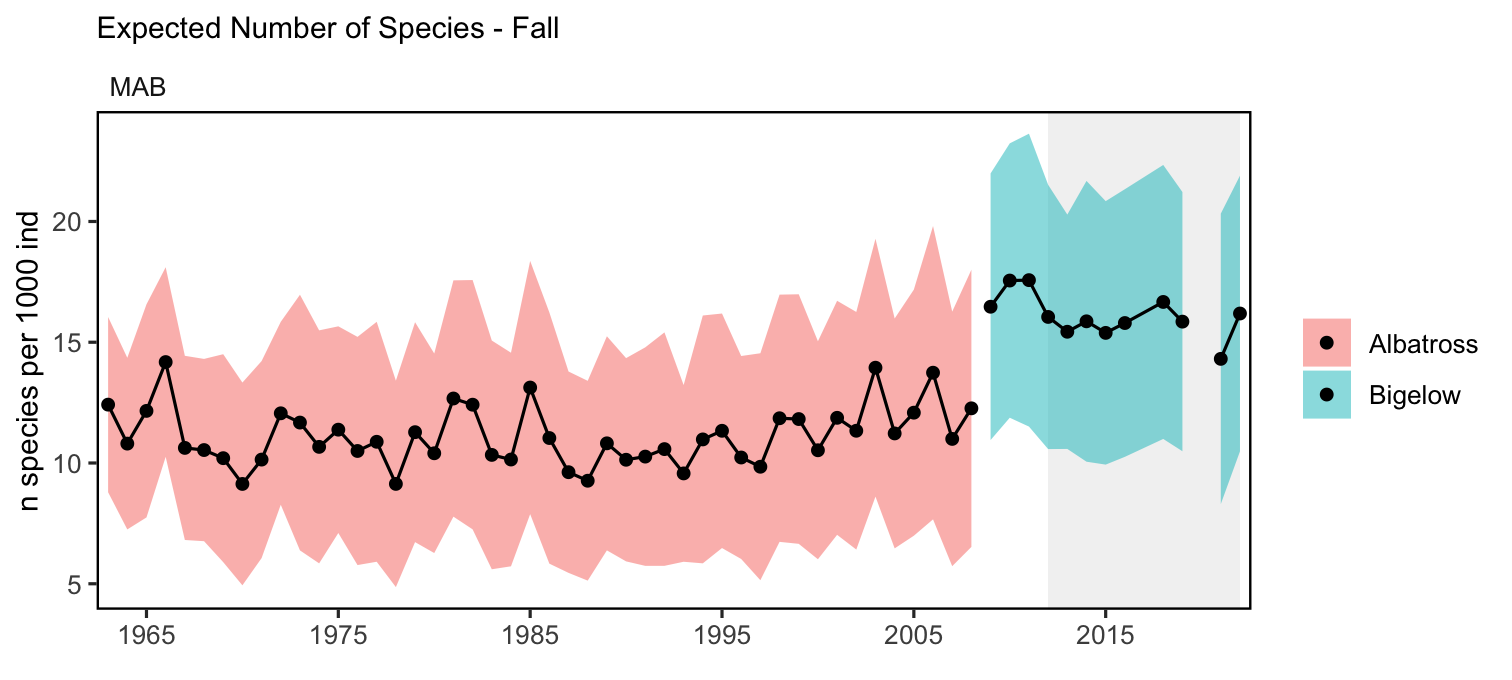 Expected Number of Species - Fall
MAB
n species per 1000 ind
20
15
10
5
1965 1975 1985 1995 2005 2015
Albatross
Bigelow